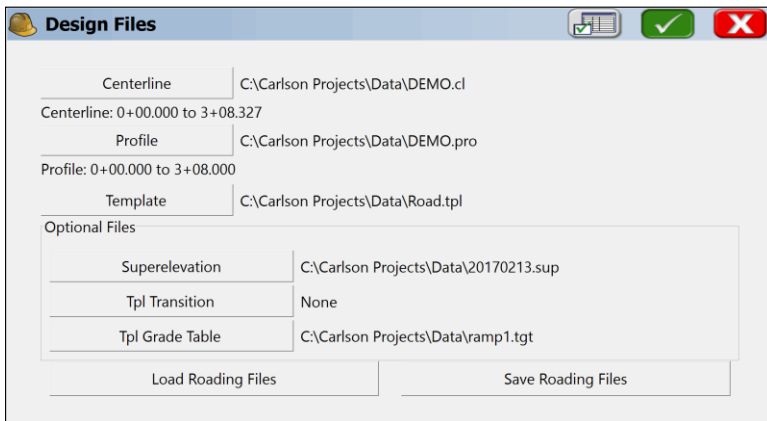 Design Files
Centerline C:\Carlson Projects\Data\DEMO.cl
Centerline: 0+00.000 to 3+08.327
Profile C:\Carlson Projects\Data\DEMO.pro
Profile: 0+00.000 to 3+08.000
Template C:\Carlson Projects\Data\Road.tpl
Optional Files
Superelevation C:\Carlson Projects\Data\20170213.sup
Tpl Transition None
Tpl Grade Table C:\Carlson Projects\Data\ramp1.tgt
Load Roading Files Save Roading Files